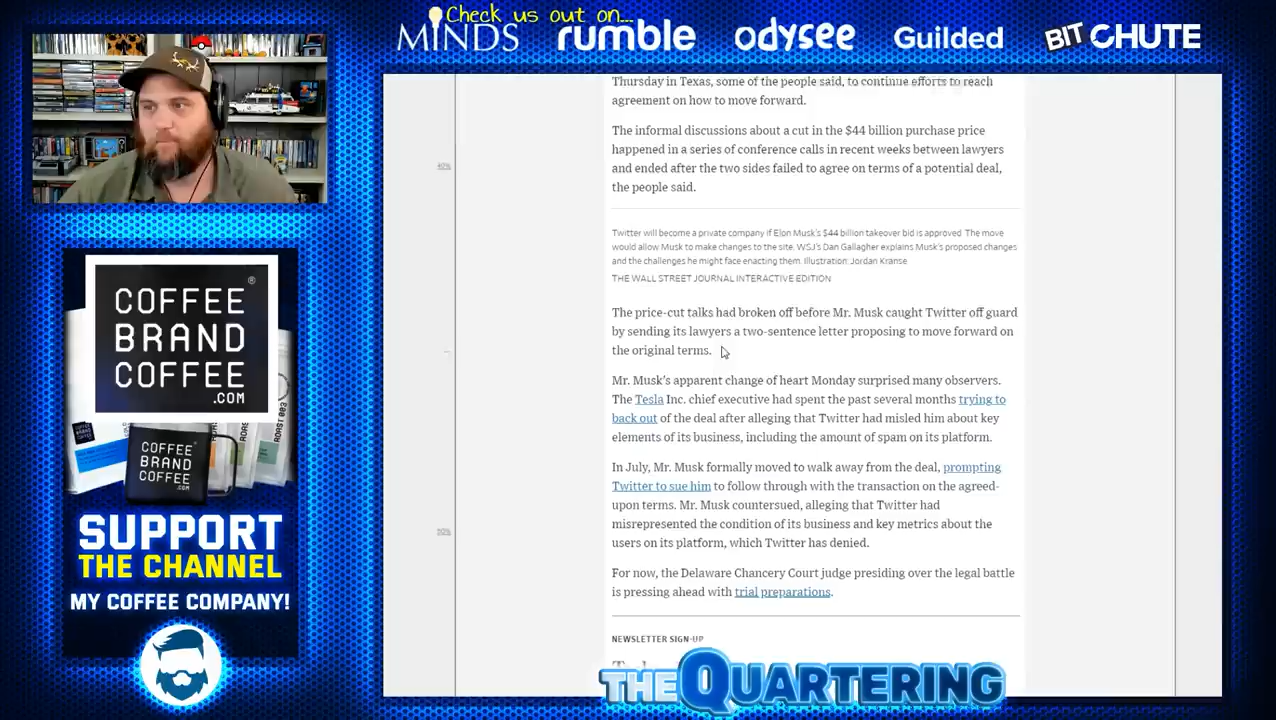 Check us out on...
MINDS rumble odysee Guilded BIT CHUTE
COFFEE
BRAND
COFFEE
.COM
®
ROAST 003
COFFEE
BRAND
COFFEE
.COM
SUPPORT
THE CHANNEL
MY COFFEE COMPANY!
Thursday in Texas, some of the people said, to continue efforts to reach
agreement on how to move forward.
The informal discussions about a cut in the $44 billion purchase price
happened in a series of conference calls in recent weeks between lawyers
and ended after the two sides failed to agree on terms of a potential deal,
the people said.
Twitter will become a private company if Elon Musk's $44 billion takeover bid is approved. The move
would allow Musk to make changes to the site. WSJ's Dan Gallagher explains Musk's proposed changes
and the challenges he might face enacting them. Illustration: Jordan Kranse
THE WALL STREET JOURNAL INTERACTIVE EDITION
The price-cut talks had broken off before Mr. Musk caught Twitter off guard
by sending its lawyers a two-sentence letter proposing to move forward on
the original terms.
Mr. Musk's apparent change of heart Monday surprised many observers.
The Tesla Inc. chief executive had spent the past several months trying to
back out of the deal after alleging that Twitter had misled him about key
elements of its business, including the amount of spam on its platform.
In July, Mr. Musk formally moved to walk away from the deal, prompting
Twitter to sue him to follow through with the transaction on the agreed-
upon terms. Mr. Musk countersued, alleging that Twitter had
misrepresented the condition of its business and key metrics about the
users on its platform, which Twitter has denied.
For now, the Delaware Chancery Court judge presiding over the legal battle
is pressing ahead with trial preparations.
NEWSLETTER SIGN-UP
THE QUARTERING